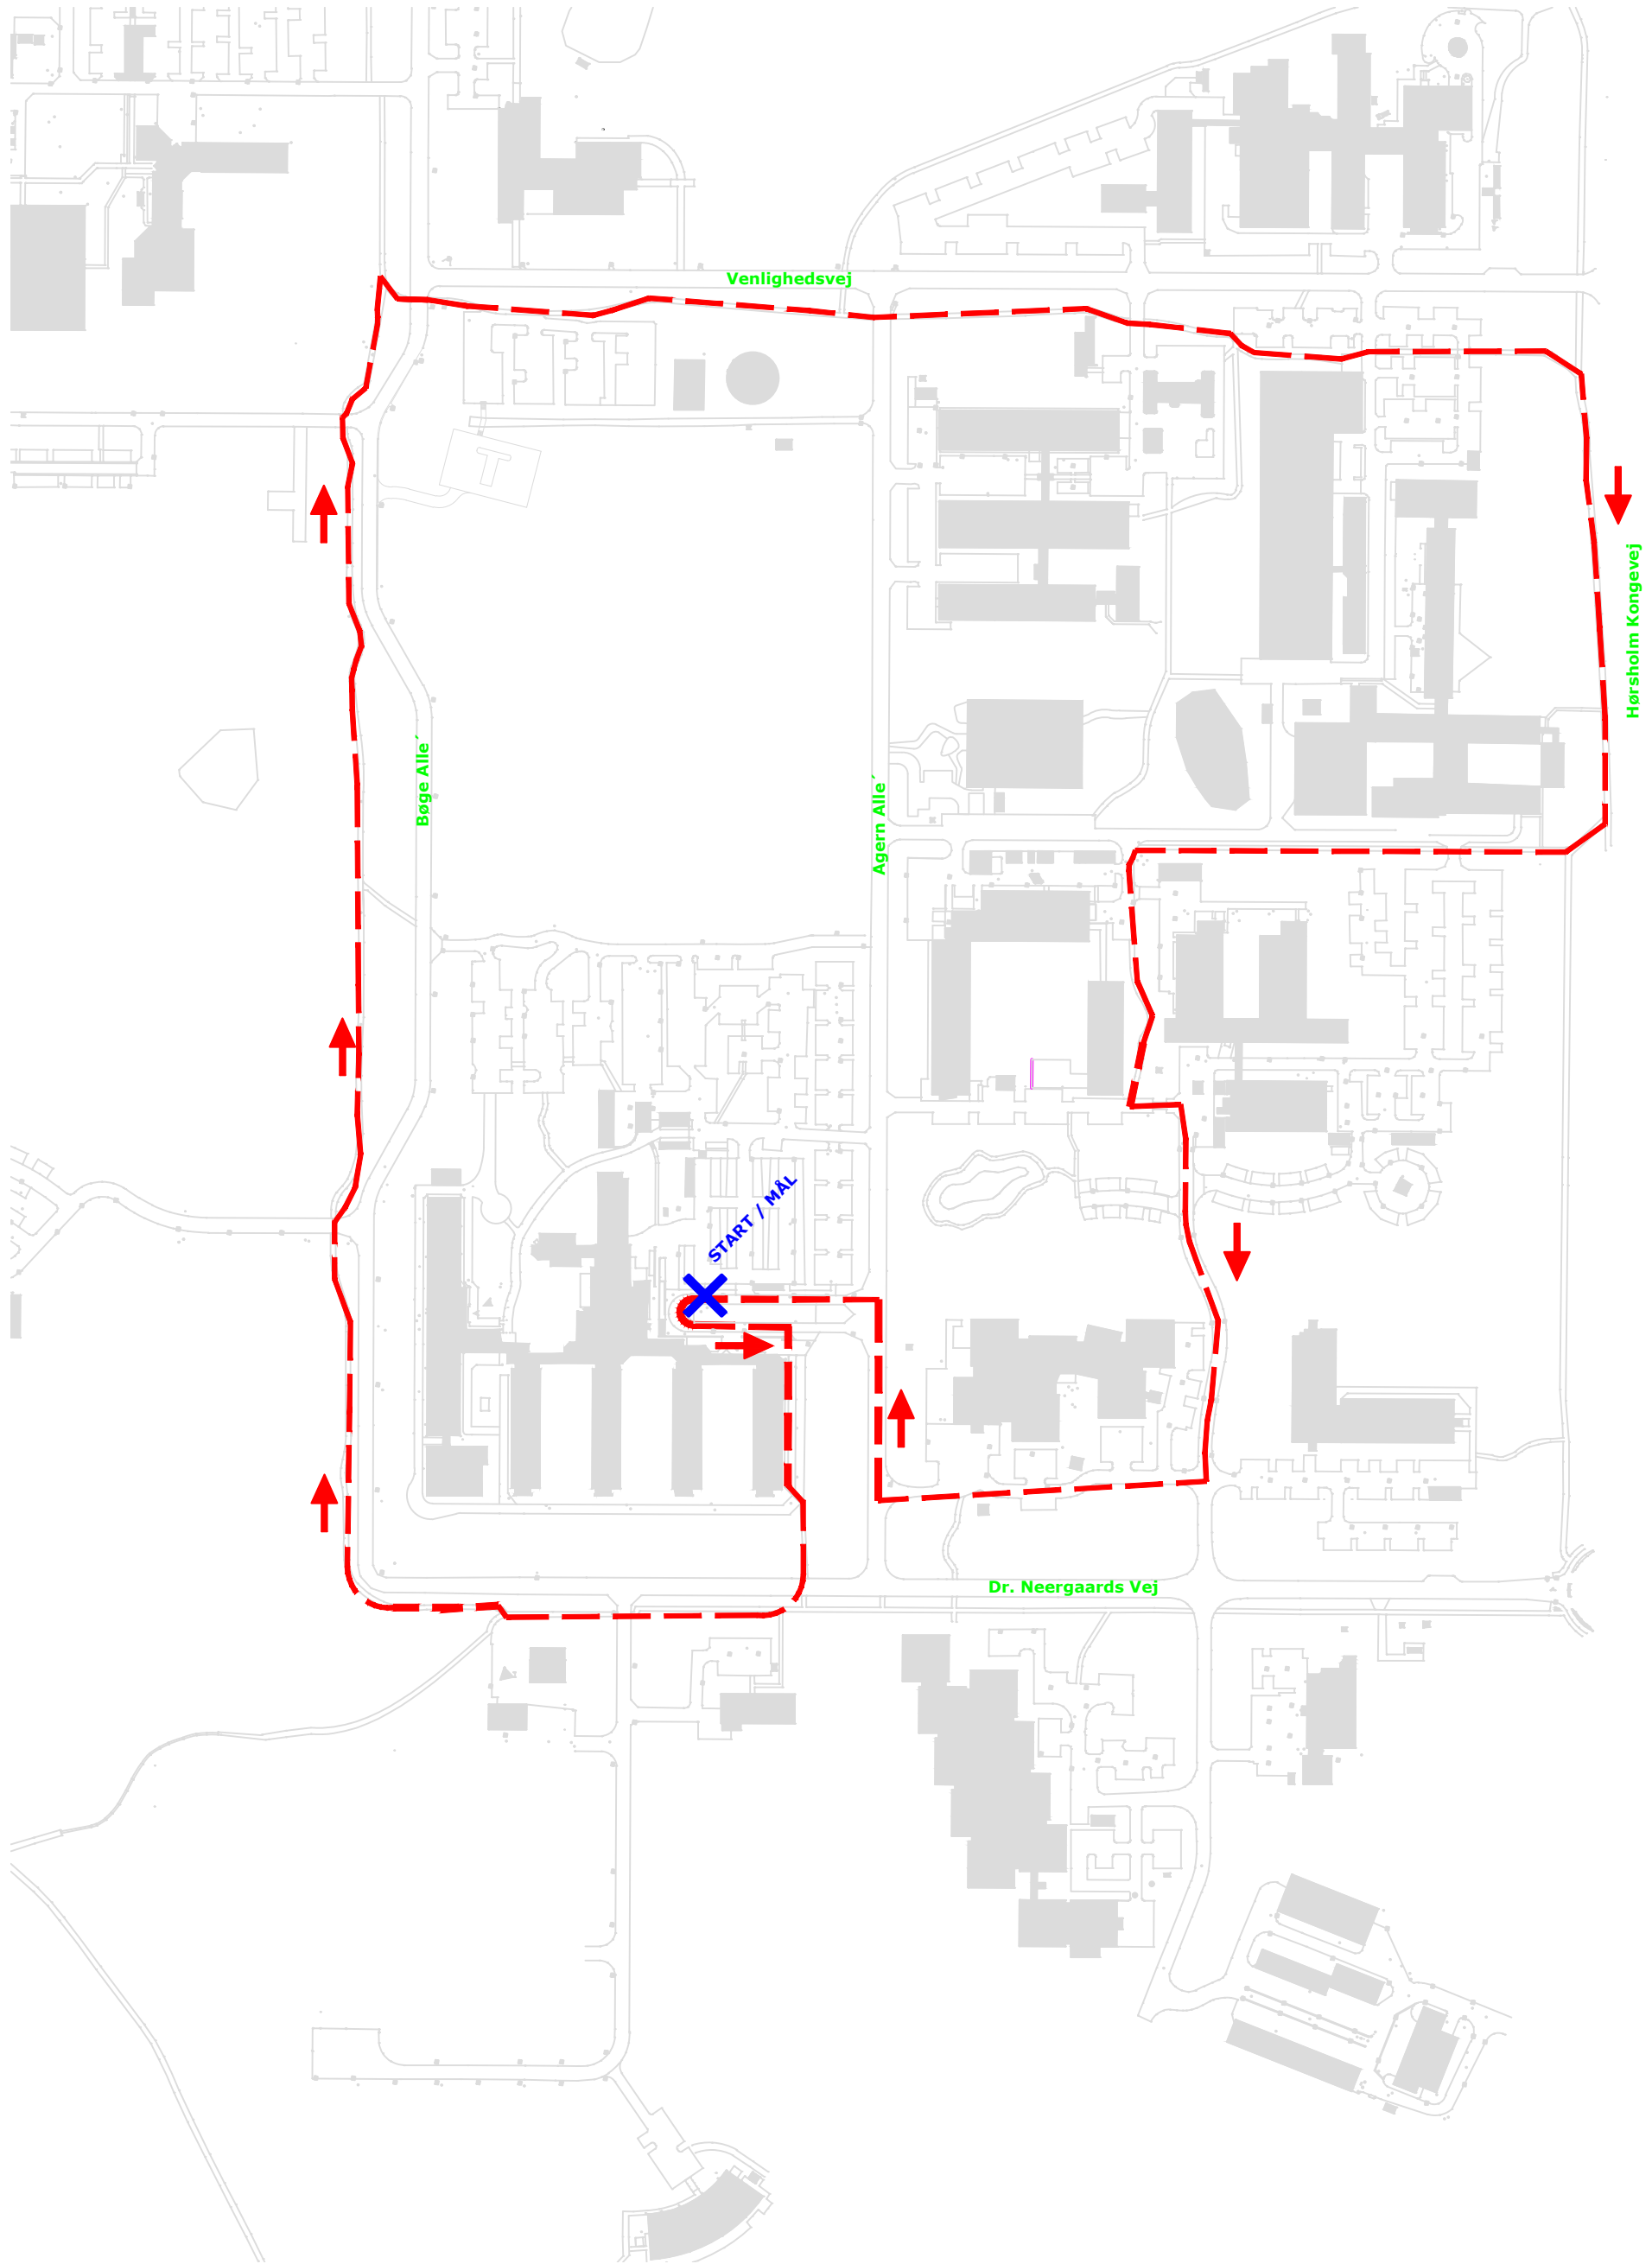 Venlighedsvej
Hørsholm Kongevej
Bøge Alle´
Agern Alle´
START / MÅL
Dr. Neergaards Vej